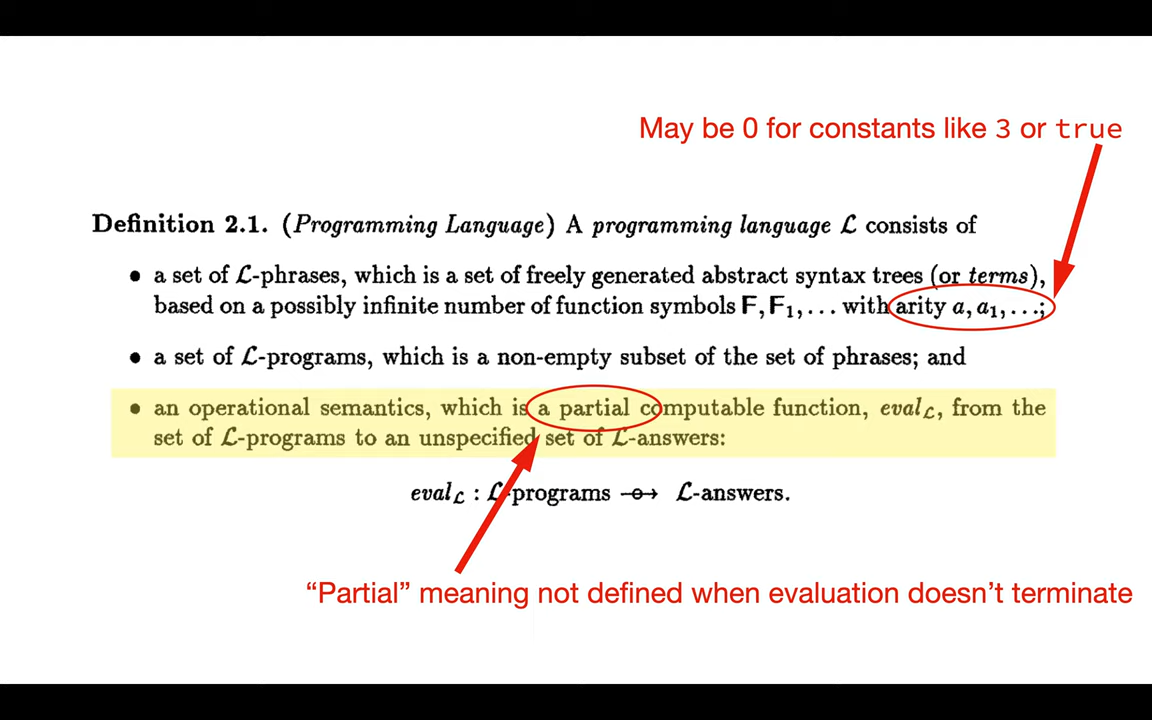 May be 0 for constants like 3 or true
Definition 2.1. (Programming Language) A programming language ℒ consists of
• a set of ℒ-phrases, which is a set of freely generated abstract syntax trees (or terms),
based on a possibly infinite number of function symbols F, F₁, . . . with arity a, a₁, . . .;
• a set of ℒ-programs, which is a non-empty subset of the set of phrases; and
• an operational semantics, which is a partial computable function, evalℒ, from the
set of ℒ-programs to an unspecified set of ℒ-answers:
evalℒ : ℒ-programs ⇸ ℒ-answers.
“Partial” meaning not defined when evaluation doesn’t terminate